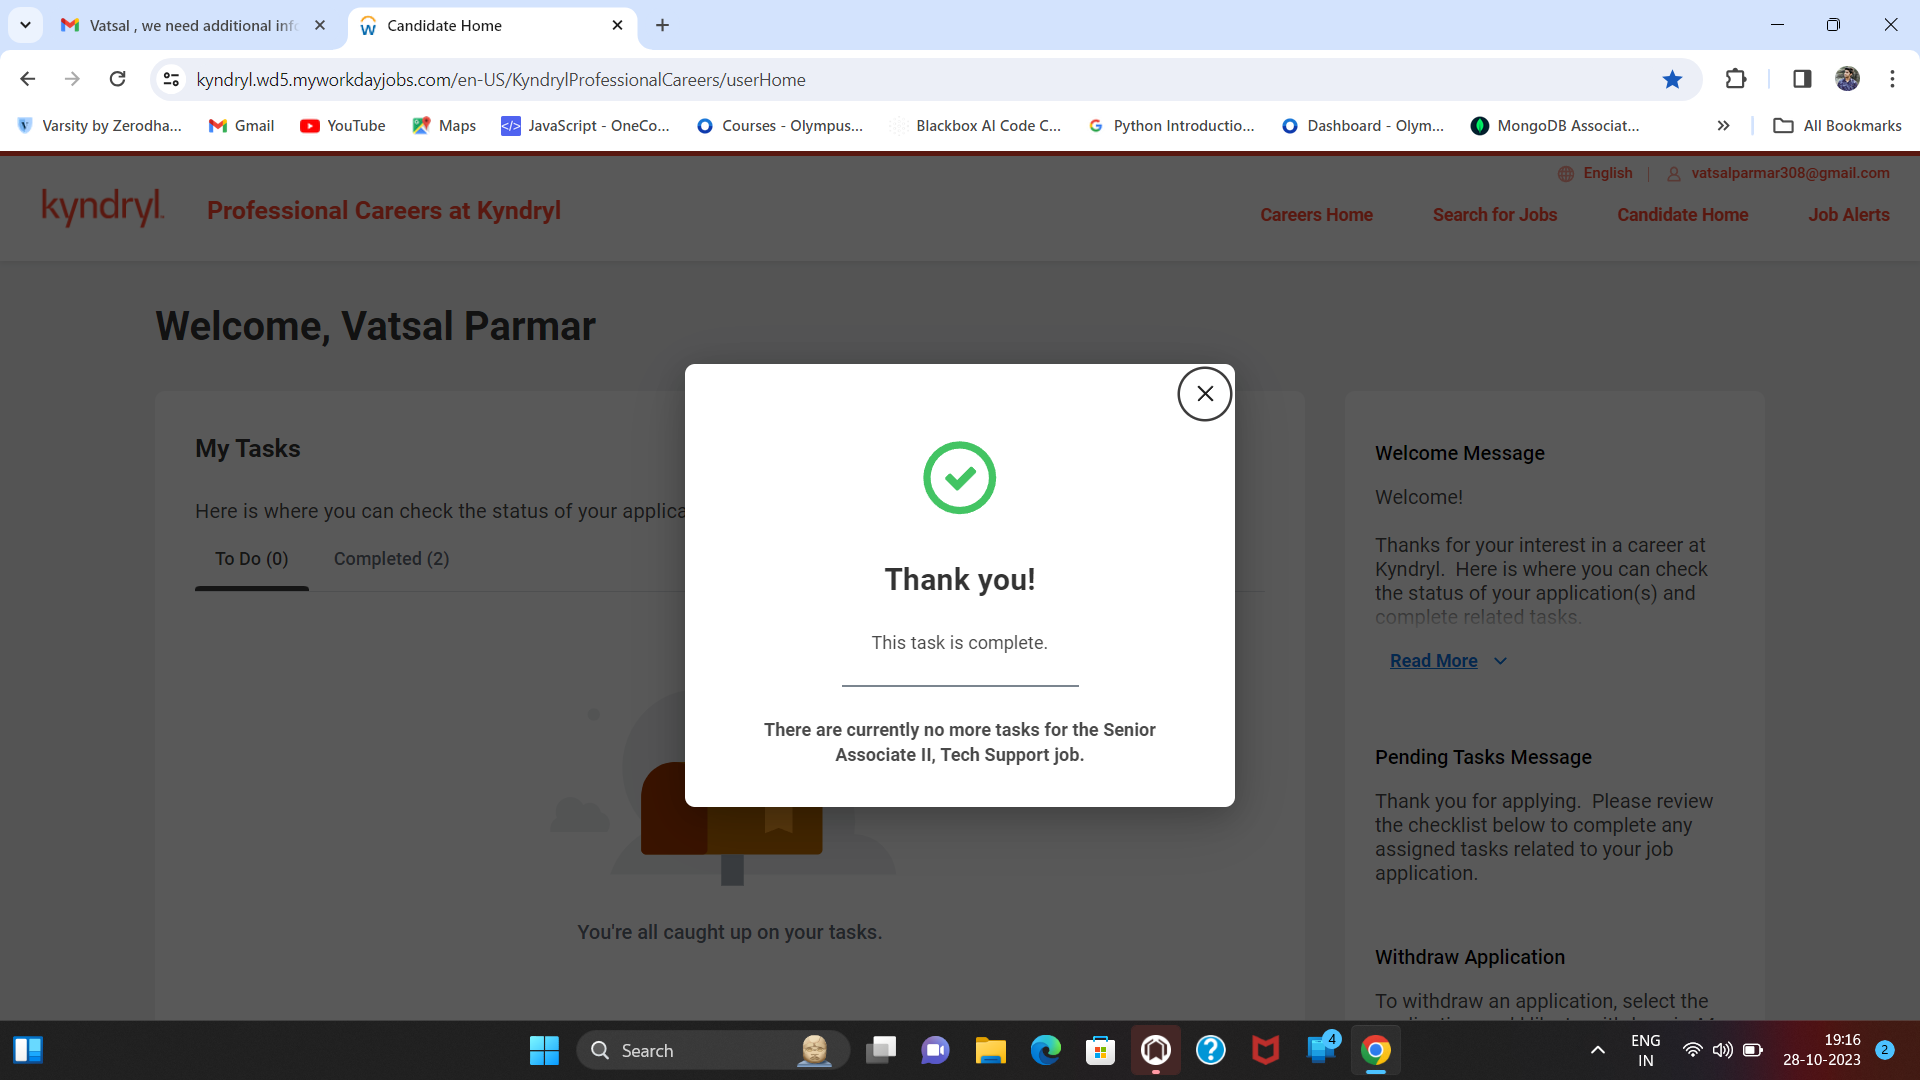 Vatsal , we need additional info
Candidate Home
kyndryl.wd5.myworkdayjobs.com/en-US/KyndrylProfessionalCareers/userHome
Varsity by Zerodha...
Gmail
YouTube
Maps
JavaScript - OneCo...
Courses - Olympus...
Blackbox AI Code C...
Python Introductio...
Dashboard - Olym...
MongoDB Associat...
All Bookmarks
English
vatsalparmar308@gmail.com
kyndryl.
Professional Careers at Kyndryl
Careers Home
Search for Jobs
Candidate Home
Job Alerts
Welcome, Vatsal Parmar
My Tasks
Here is where you can check the status of your applica
To Do (0)
Completed (2)
You're all caught up on your tasks.
Thank you!
This task is complete.
There are currently no more tasks for the Senior
Associate II, Tech Support job.
Welcome Message
Welcome!
Thanks for your interest in a career at
Kyndryl. Here is where you can check
the status of your application(s) and
complete related tasks.
Read More
Pending Tasks Message
Thank you for applying. Please review
the checklist below to complete any
assigned tasks related to your job
application.
Withdraw Application
To withdraw an application, select the
Search
4
ENG
IN
19:16
28-10-2023
2